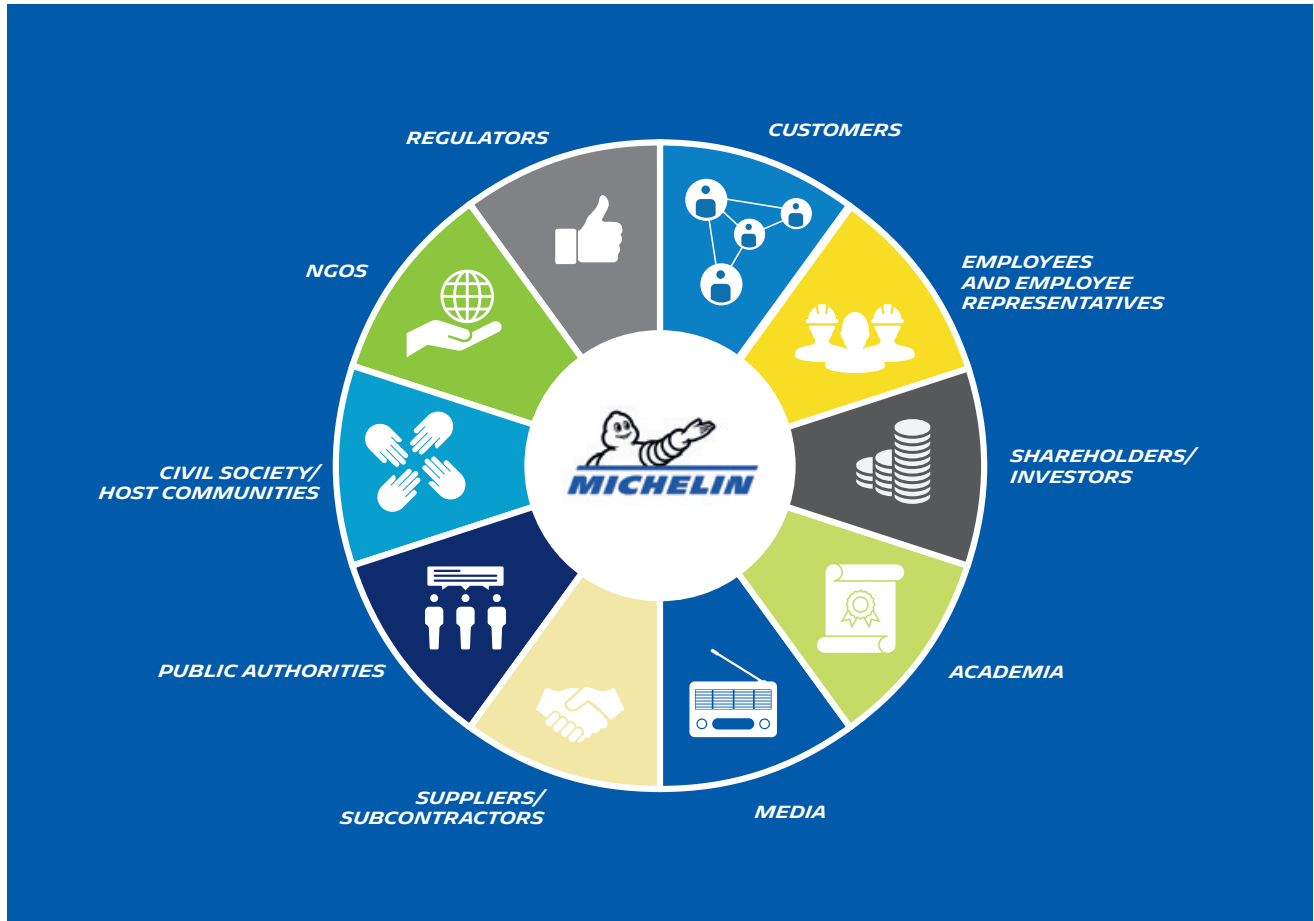 CUSTOMERS
EMPLOYEES
AND EMPLOYEE
REPRESENTATIVES
SHAREHOLDERS/
INVESTORS
ACADEMIA
MEDIA
SUPPLIERS/
SUBCONTRACTORS
PUBLIC AUTHORITIES
CIVIL SOCIETY/
HOST COMMUNITIES
NGOS
REGULATORS
MICHELIN